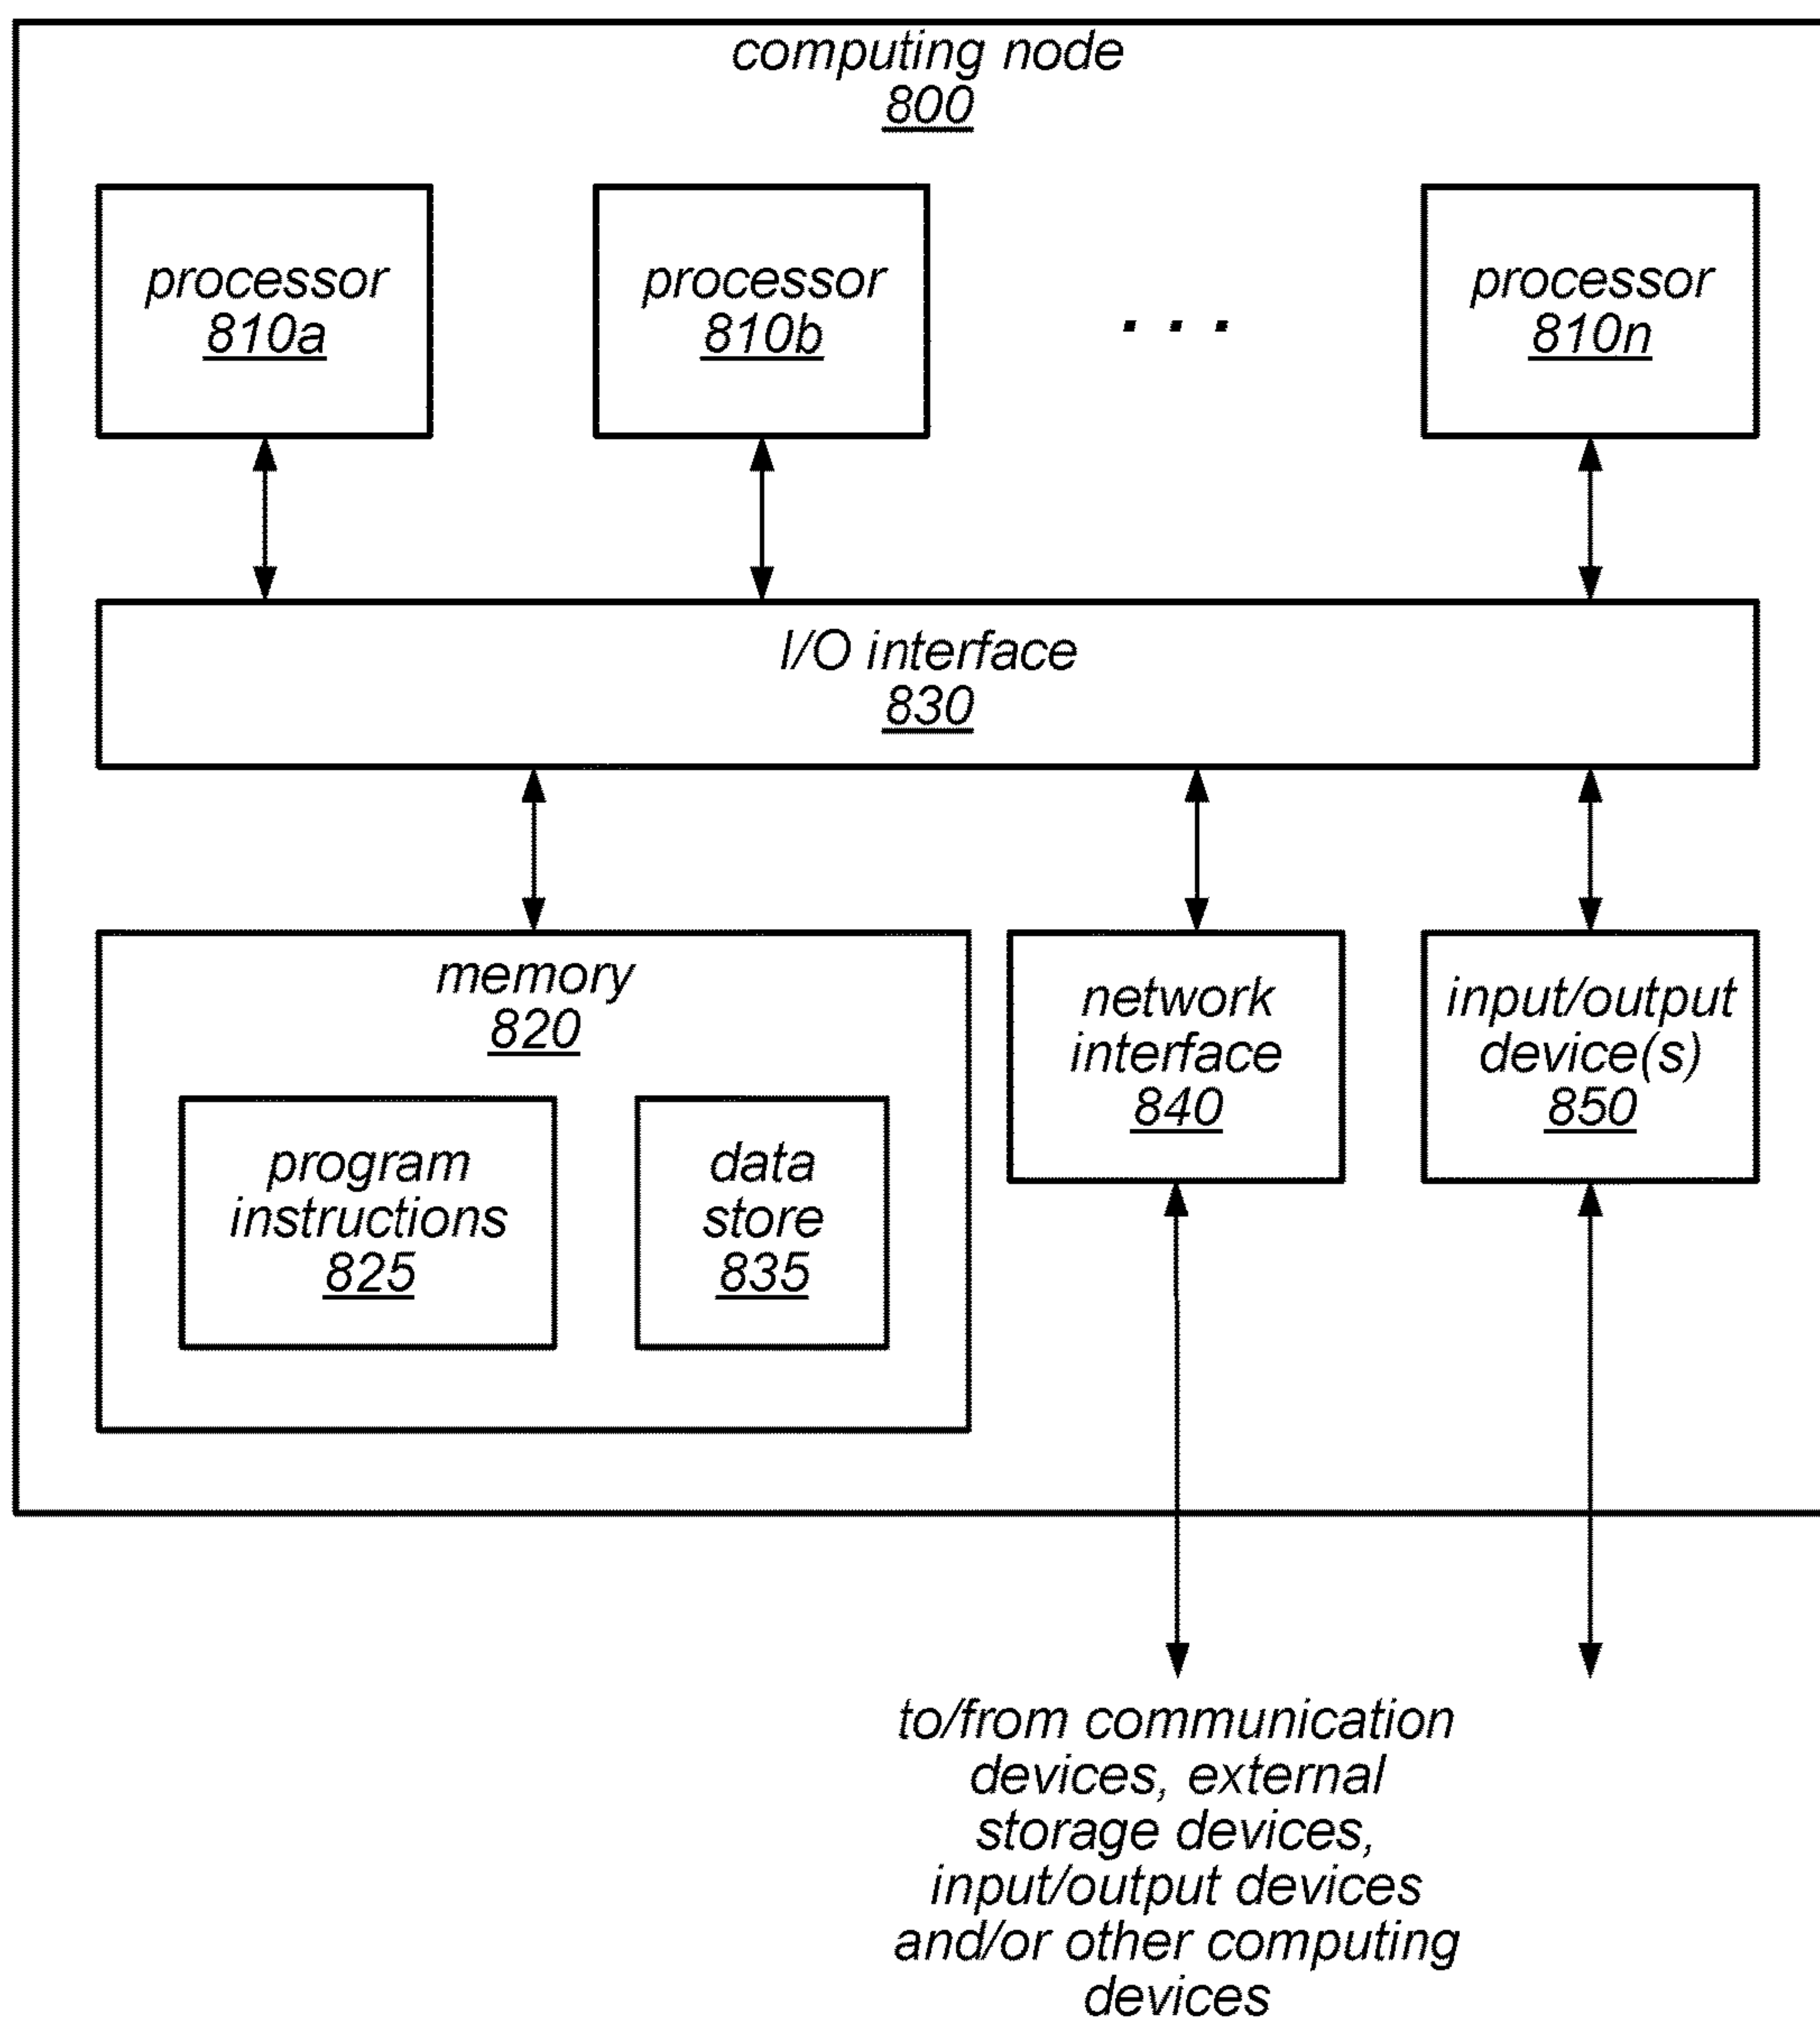 computing node
800
processor
810a
processor
810b
. . .
processor
810n
I/O interface
830
memory
820
program
instructions
825
data
store
835
network
interface
840
input/output
device(s)
850
to/from communication
devices, external
storage devices,
input/output devices
and/or other computing
devices